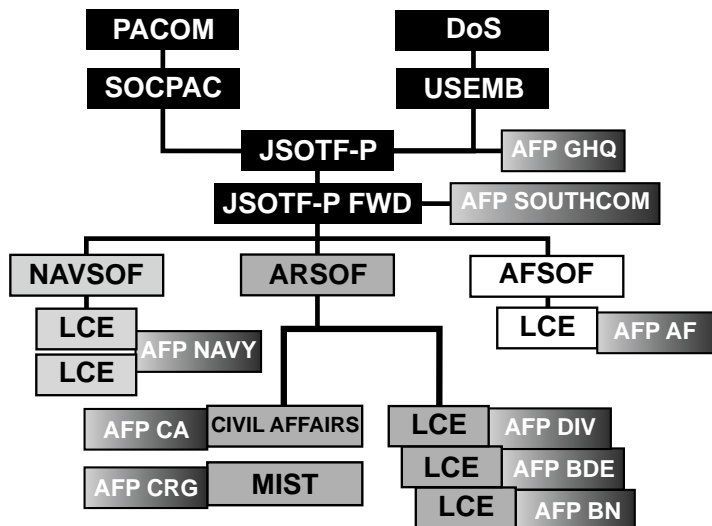 PACOM
DoS
SOCPAC
USEMB
JSOTF-P
AFP GHQ
JSOTF-P FWD
AFP SOUTHCOM
NAVSOF
ARSOF
AFSOF
LCE
LCE
AFP NAVY
LCE
AFP AF
AFP CA
CIVIL AFFAIRS
LCE
AFP DIV
AFP CRG
MIST
LCE
AFP BDE
LCE
AFP BN